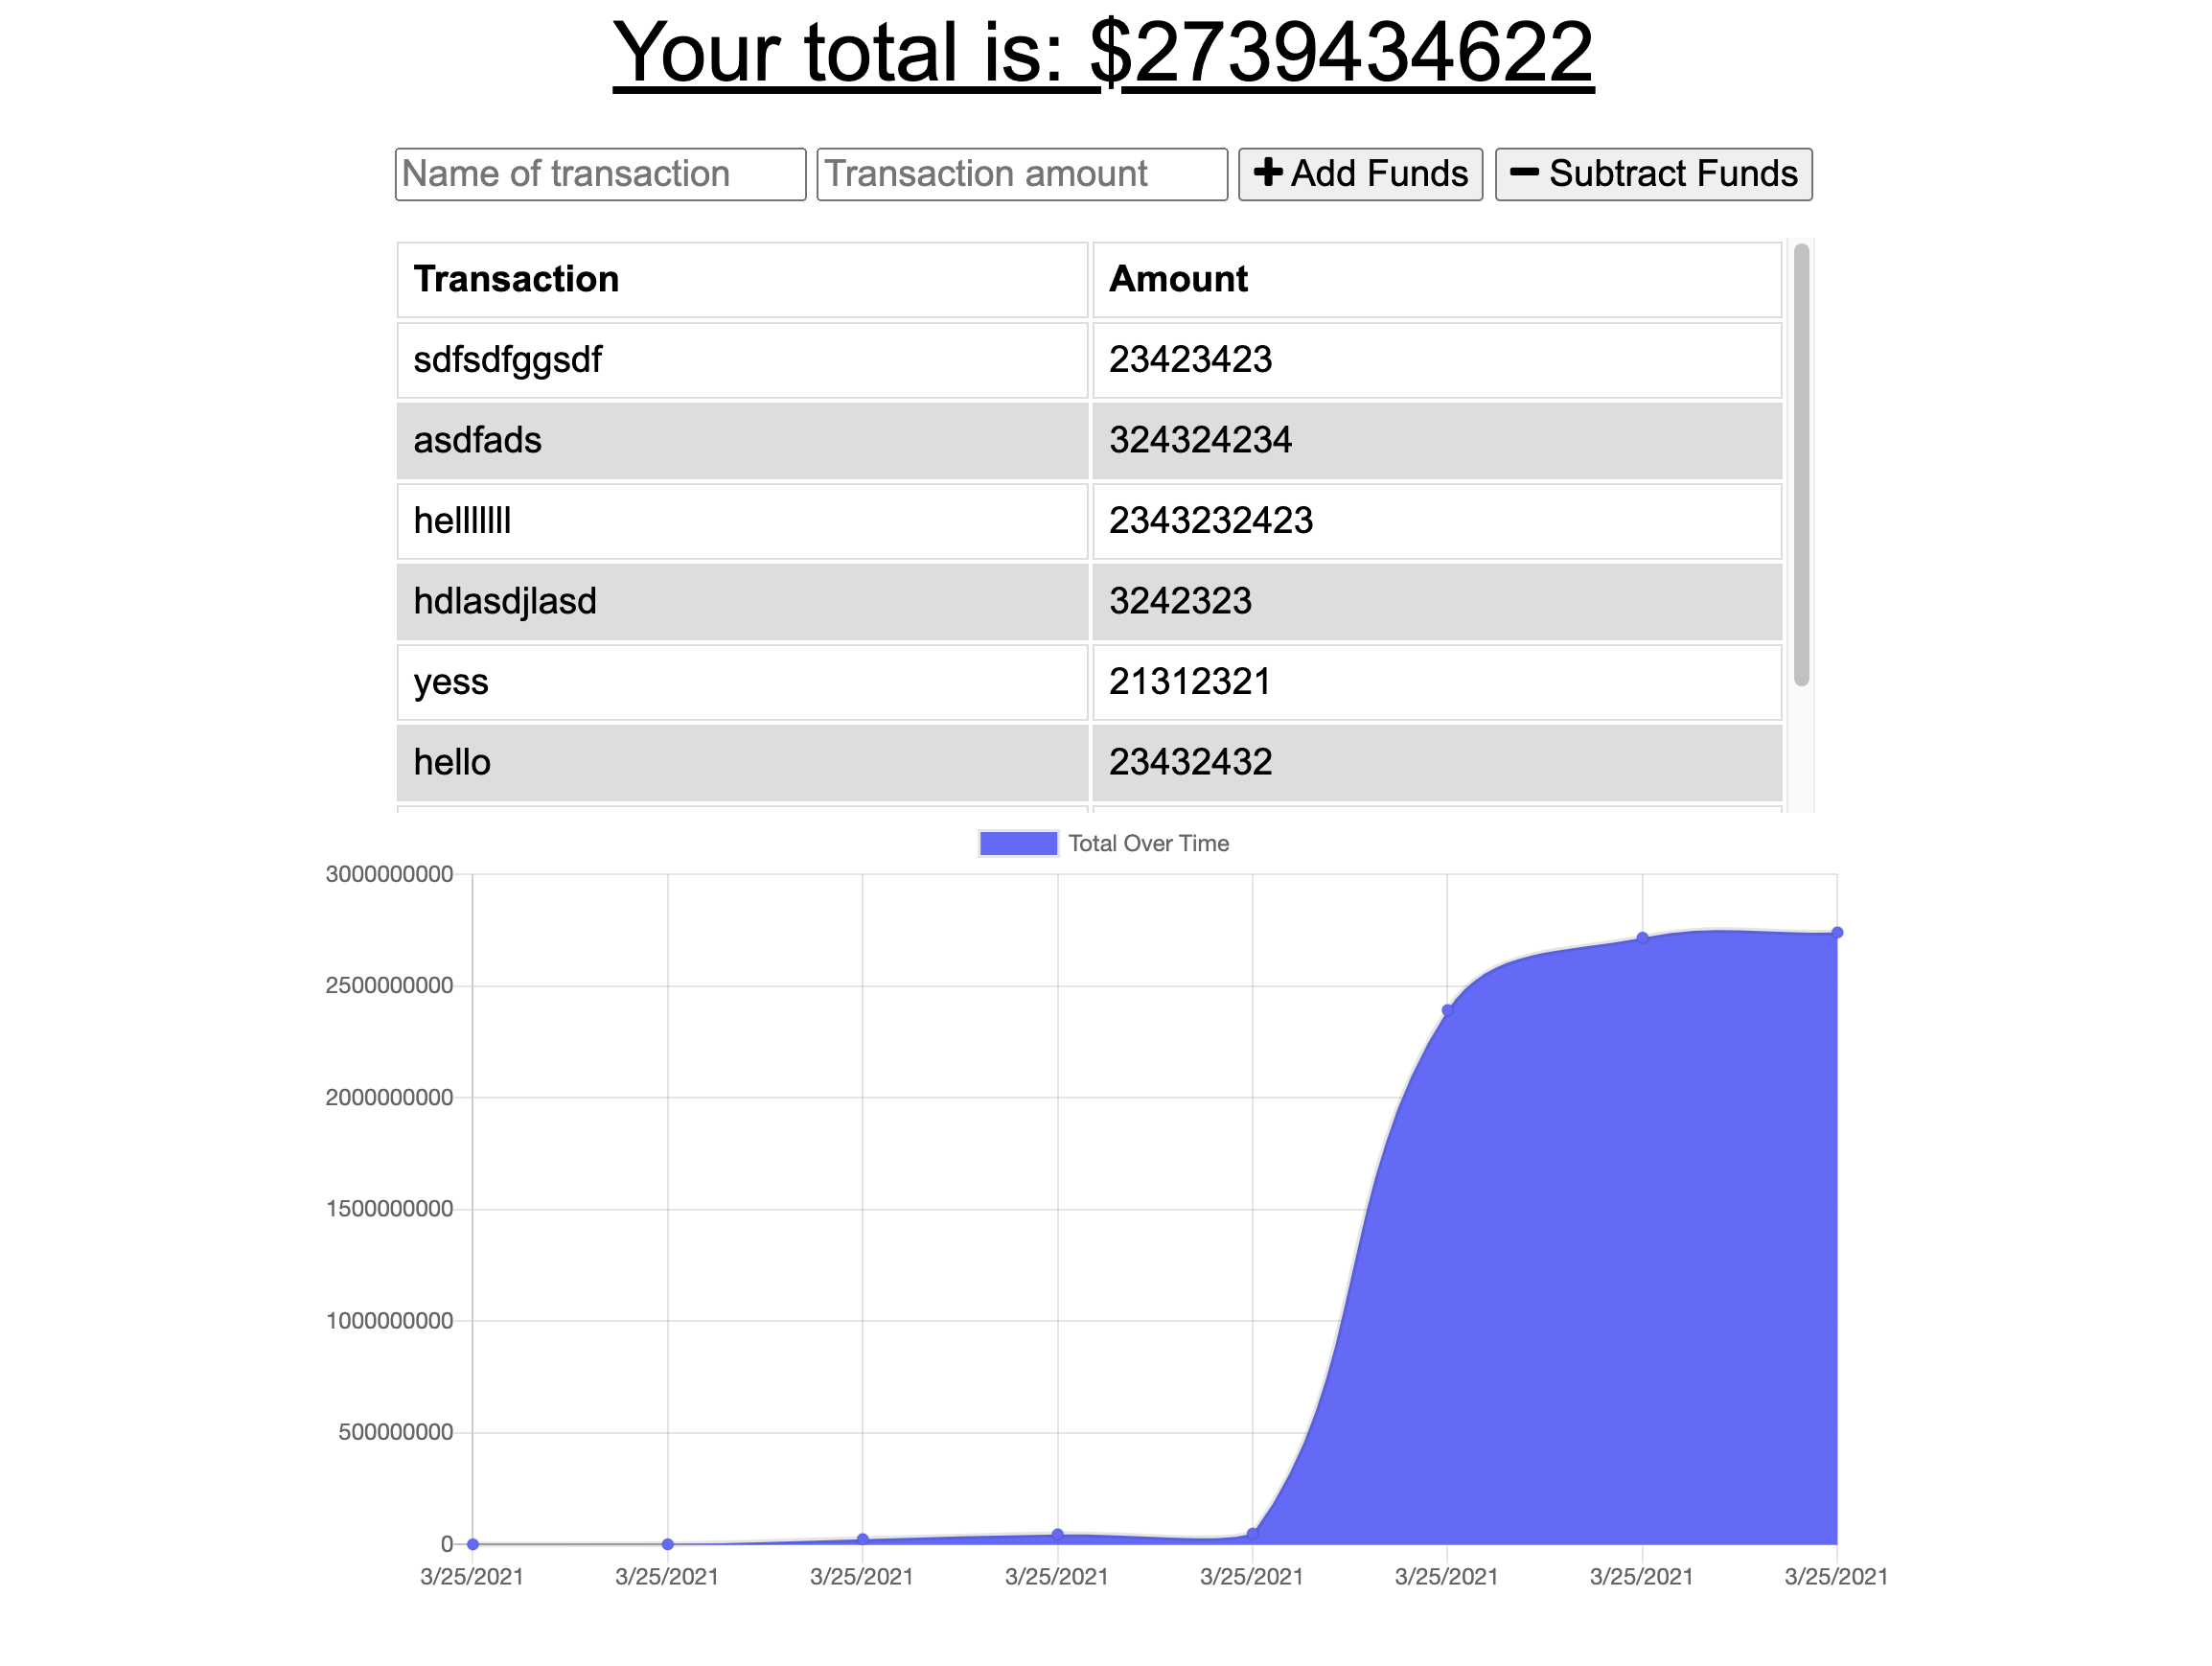 Your total is: $2739434622
Name of transaction Transaction amount Add Funds Subtract Funds
Transaction Amount
sdfsdfggsdf 23423423
asdfads 324324234
helllllll 2343232423
hdlasdjlasd 3242323
yess 21312321
hello 23432432
Total Over Time
3000000000
2500000000
2000000000
1500000000
1000000000
500000000
0
3/25/2021 3/25/2021 3/25/2021 3/25/2021 3/25/2021 3/25/2021 3/25/2021 3/25/2021